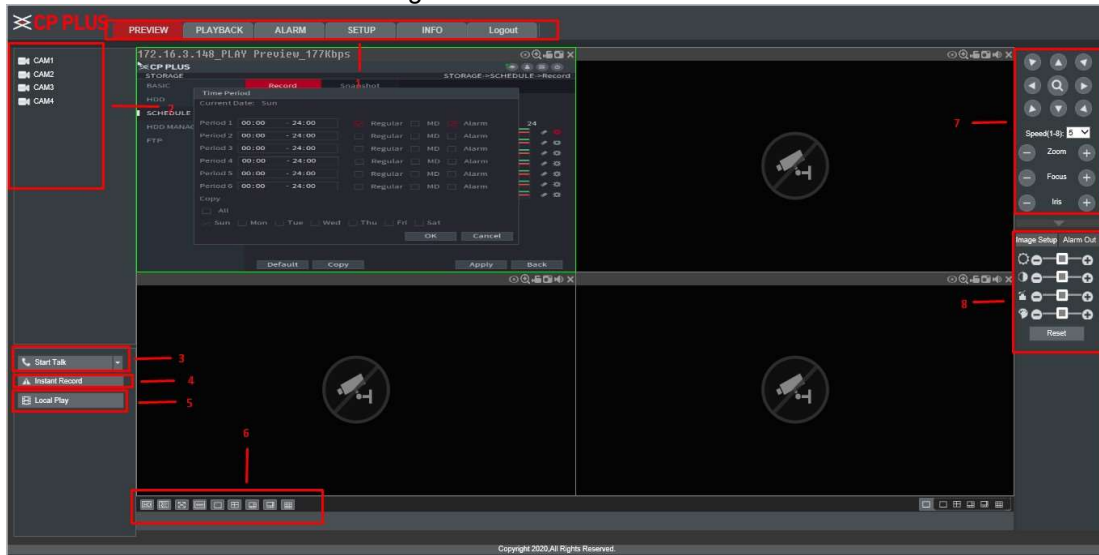 CP PLUS
PREVIEW PLAYBACK ALARM SETUP INFO Logout
1
CAM1
CAM2
CAM3
CAM4
2
172.16.3.148_PLAY Preview_177Kbps
CP PLUS
STORAGE STORAGE->SCHEDULE->Record
BASIC Record Snapshot
HDD
SCHEDULE
HDD MANAG
FTP
Time Period
Current Date: Sun
Period 1 00:00 - 24:00 Regular MD Alarm 24
Period 2 00:00 - 24:00 Regular MD Alarm
Period 3 00:00 - 24:00 Regular MD Alarm
Period 4 00:00 - 24:00 Regular MD Alarm
Period 5 00:00 - 24:00 Regular MD Alarm
Period 6 00:00 - 24:00 Regular MD Alarm
Copy
All
Sun Mon Tue Wed Thu Fri Sat
OK Cancel
Default Copy Apply Back
7
Speed(1-8): 5
Zoom
Focus
Iris
Image Setup Alarm Out
8
Reset
Start Talk 3
Instant Record 4
Local Play 5
6
Copyright 2020,All Rights Reserved.